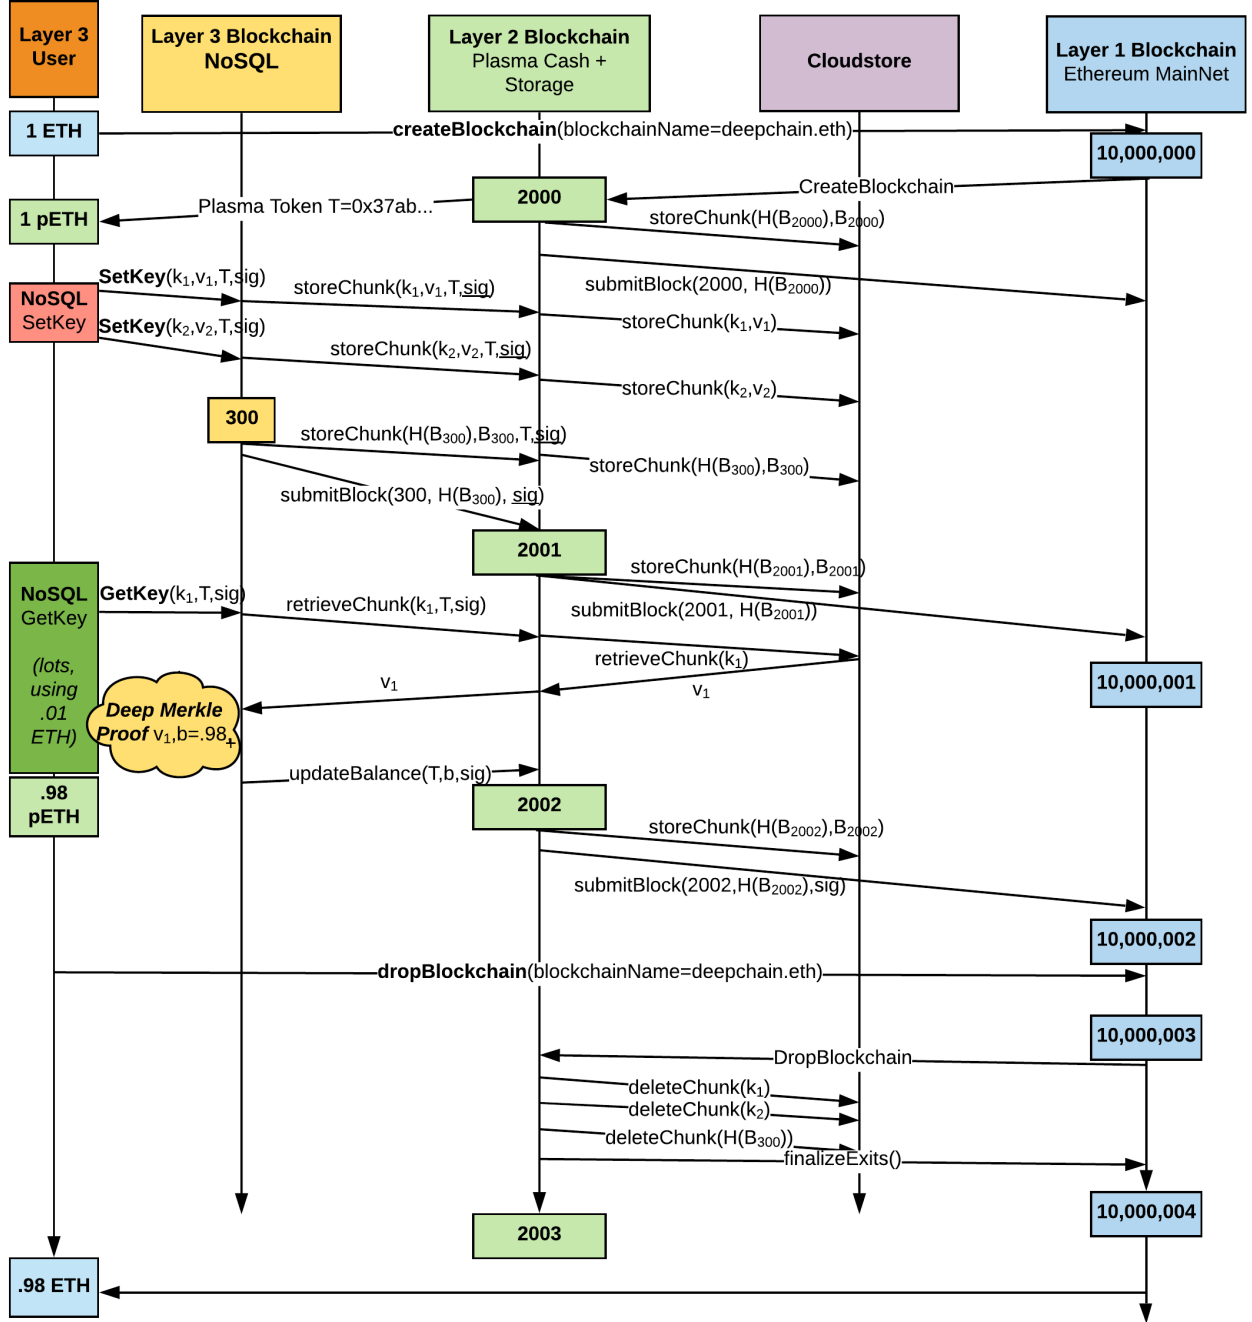 Layer 3
User
Layer 3 Blockchain
NoSQL
Layer 2 Blockchain
Plasma Cash +
Storage
Cloudstore
Layer 1 Blockchain
Ethereum MainNet
1 ETH
createBlockchain(blockchainName=deepchain.eth)
10,000,000
CreateBlockchain
2000
Plasma Token T=0x37ab...
1 pETH
storeChunk(H(B2000),B2000)
submitBlock(2000, H(B2000))
SetKey(k1,v1,T,sig)
storeChunk(k1,v1,T,sig)
NoSQL
SetKey
storeChunk(k1,v1)
SetKey(k2,v2,T,sig)
storeChunk(k2,v2,T,sig)
storeChunk(k2,v2)
300
storeChunk(H(B300),B300,T,sig)
storeChunk(H(B300),B300)
submitBlock(300, H(B300), sig)
2001
storeChunk(H(B2001),B2001)
submitBlock(2001, H(B2001))
NoSQL
GetKey
(lots,
using
.01
ETH)
GetKey(k1,T,sig)
retrieveChunk(k1,T,sig)
retrieveChunk(k1)
v1
v1
10,000,001
Deep Merkle
Proof v1,b=.98
+
updateBalance(T,b,sig)
.98
pETH
2002
storeChunk(H(B2002),B2002)
submitBlock(2002,H(B2002),sig)
10,000,002
dropBlockchain(blockchainName=deepchain.eth)
10,000,003
DropBlockchain
deleteChunk(k1)
deleteChunk(k2)
deleteChunk(H(B300))
finalizeExits()
10,000,004
2003
.98 ETH